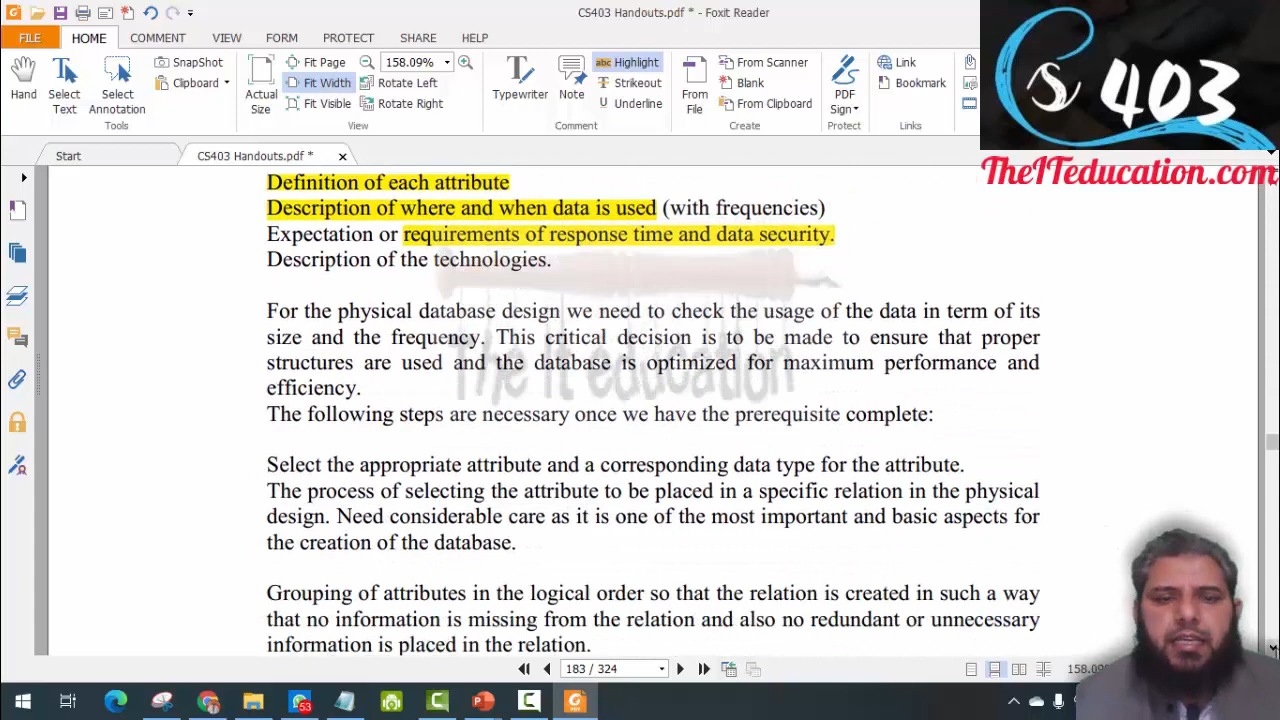 CS403 Handouts.pdf * - Foxit Reader
FILE HOME COMMENT VIEW FORM PROTECT SHARE HELP
Hand
Select Text
Select Annotation
SnapShot
Clipboard
Tools
Actual Size
Fit Page
Fit Width
Fit Visible
158.09%
Rotate Left
Rotate Right
View
Typewriter
Note
abc Highlight
Strikeout
U Underline
Comment
From File
From Scanner
Blank
From Clipboard
Create
PDF Sign
Protect
Link
Bookmark
Links
CS 403
TheITeducation.com
Start
CS403 Handouts.pdf *
Definition of each attribute
Description of where and when data is used (with frequencies)
Expectation or requirements of response time and data security.
Description of the technologies.
For the physical database design we need to check the usage of the data in term of its
size and the frequency. This critical decision is to be made to ensure that proper
structures are used and the database is optimized for maximum performance and
efficiency.
The following steps are necessary once we have the prerequisite complete:
Select the appropriate attribute and a corresponding data type for the attribute.
The process of selecting the attribute to be placed in a specific relation in the physical
design. Need considerable care as it is one of the most important and basic aspects for
the creation of the database.
Grouping of attributes in the logical order so that the relation is created in such a way
that no information is missing from the relation and also no redundant or unnecessary
information is placed in the relation.
The It education
183 / 324
158.09%
53